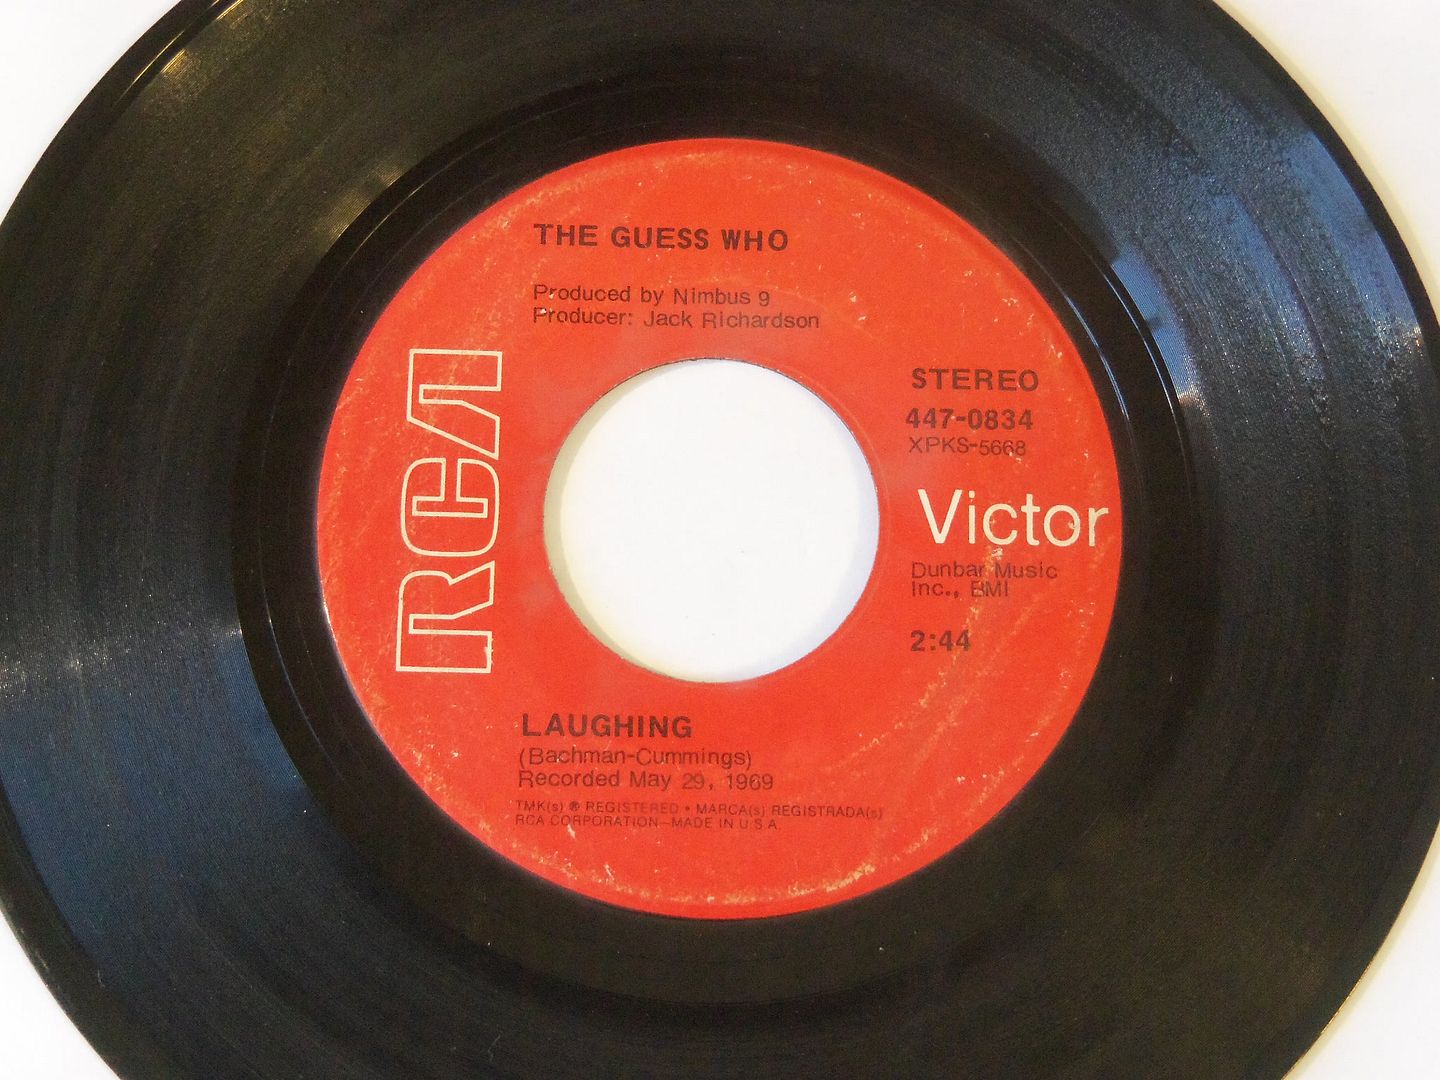 THE GUESS WHO
Produced by Nimbus 9
Producer: Jack Richardson
RCA
STEREO
447-0834
XPKS-5668
Victor
Dunbar Music
Inc., BMI
2:44
LAUGHING
(Bachman-Cummings)
Recorded May 29, 1969
TMK(s) ® REGISTERED • MARCA(s) REGISTRADA(s)
RCA CORPORATION—MADE IN U.S.A.